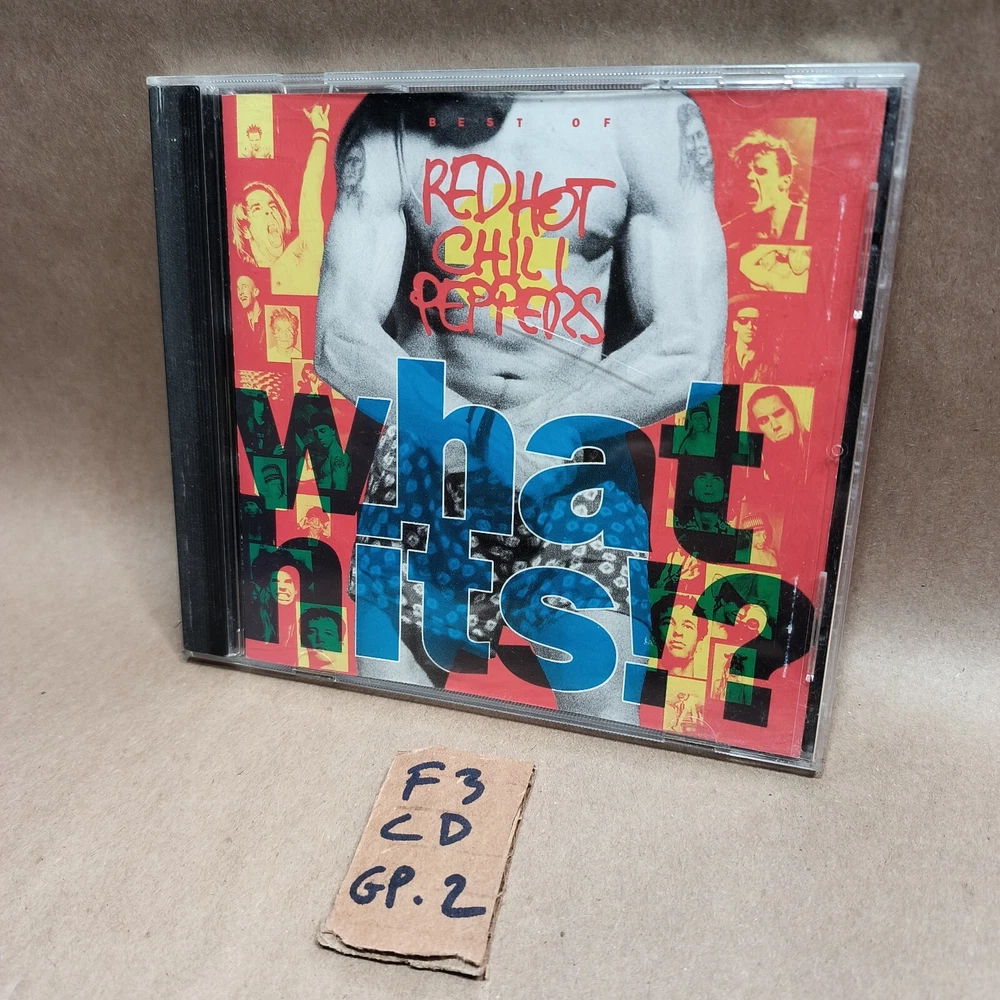 BEST OF
RED HOT
CHILI
PEPPERS
what
hits!?
F3
CD
GP.2